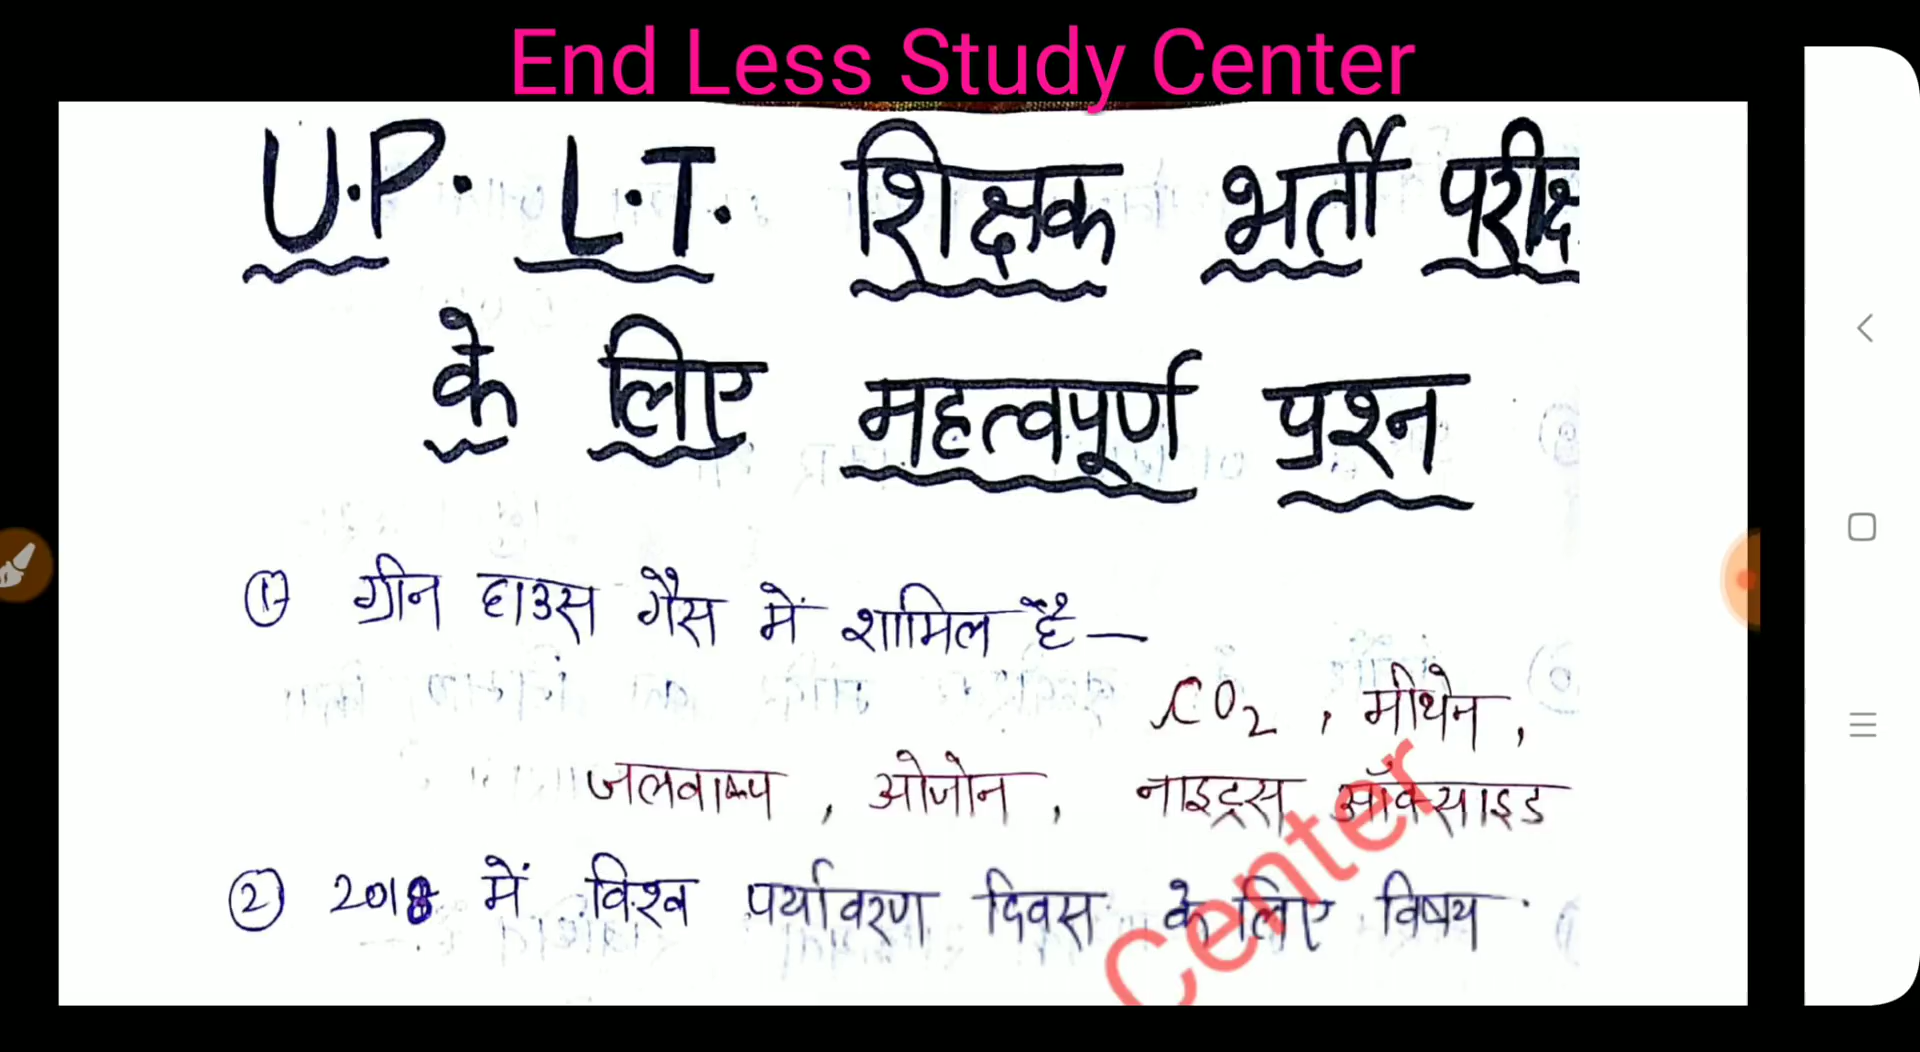 End Less Study Center
U.P. L.T. शिक्षक भर्ती परीक्ष
के लिए महत्वपूर्ण प्रश्न
① ग्रीन हाउस गैस में शामिल हैं —
CO₂, मीथेन,
जलवाष्प, ओजोन, नाइट्रस ऑक्साइड
② 2018 में विश्व पर्यावरण दिवस के लिए विषय
Center